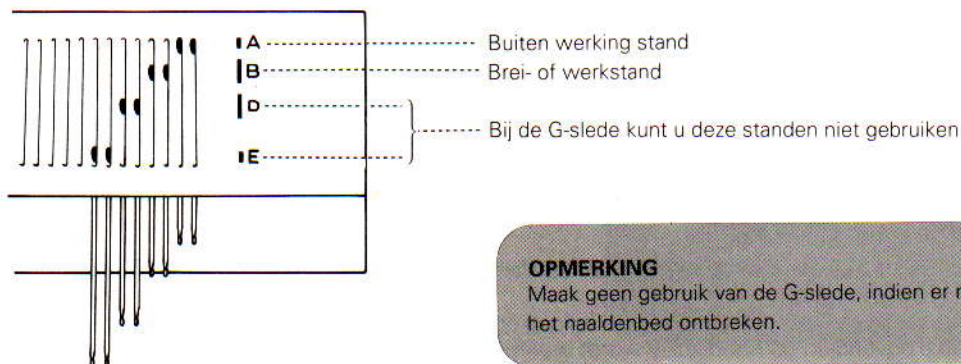 A Buiten werking stand
B Brei- of werkstand
D
Bij de G-slede kunt u deze standen niet gebruiken
E
OPMERKING
Maak geen gebruik van de G-slede, indien er
het naaldenbed ontbreken.